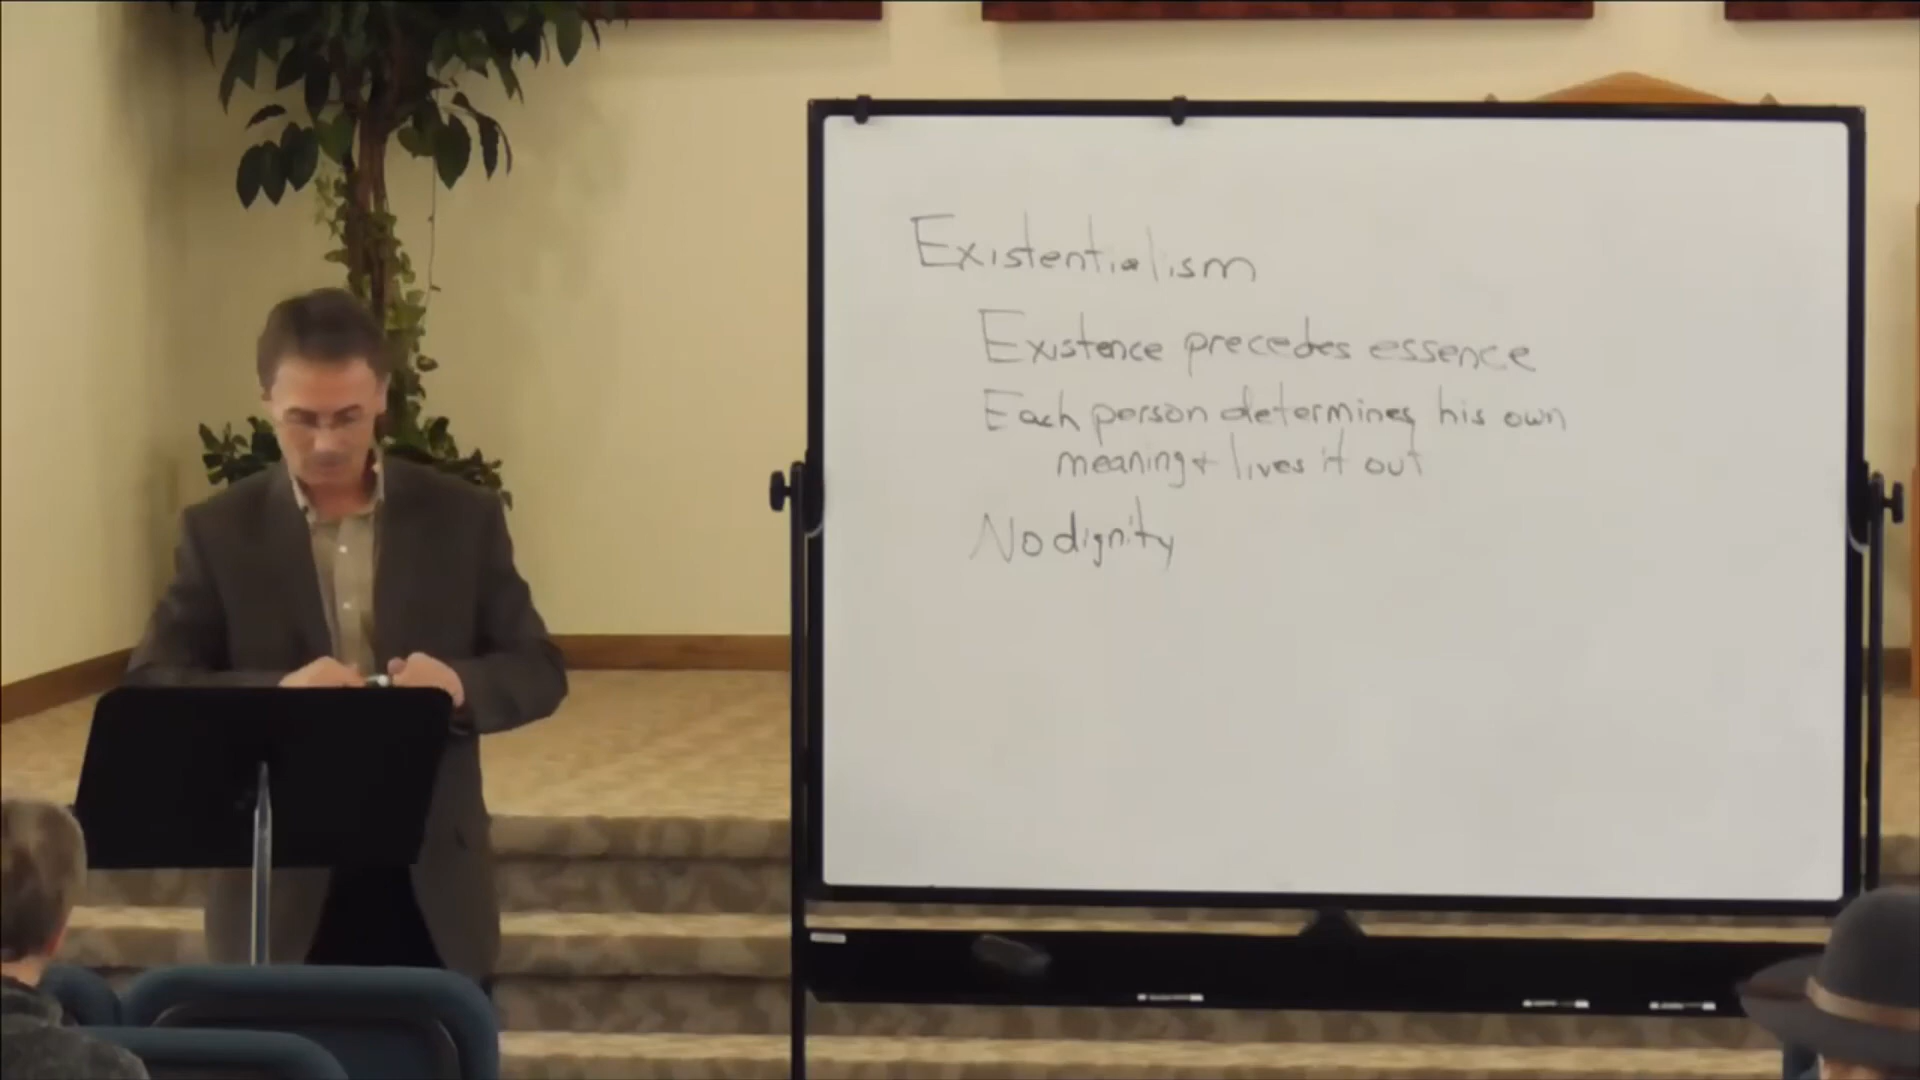 Existentialism
Existence precedes essence
Each person determines his own
meaning + lives it out
No dignity